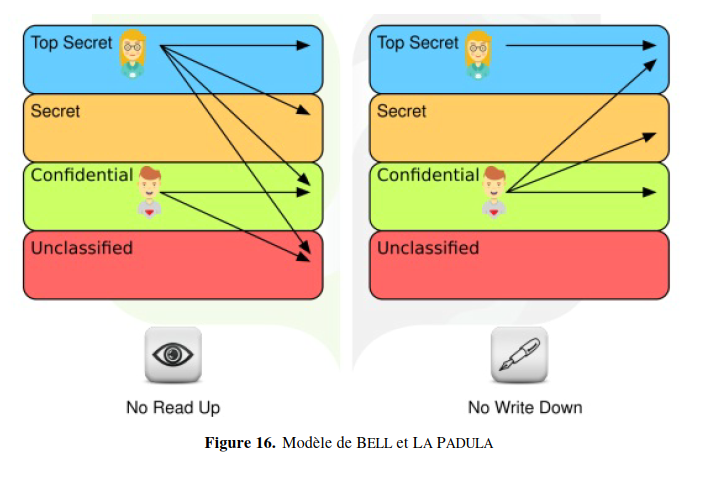 Top Secret
Secret
Confidential
Unclassified
No Read Up
Top Secret
Secret
Confidential
Unclassified
No Write Down
Figure 16. Modèle de BELL et LA PADULA